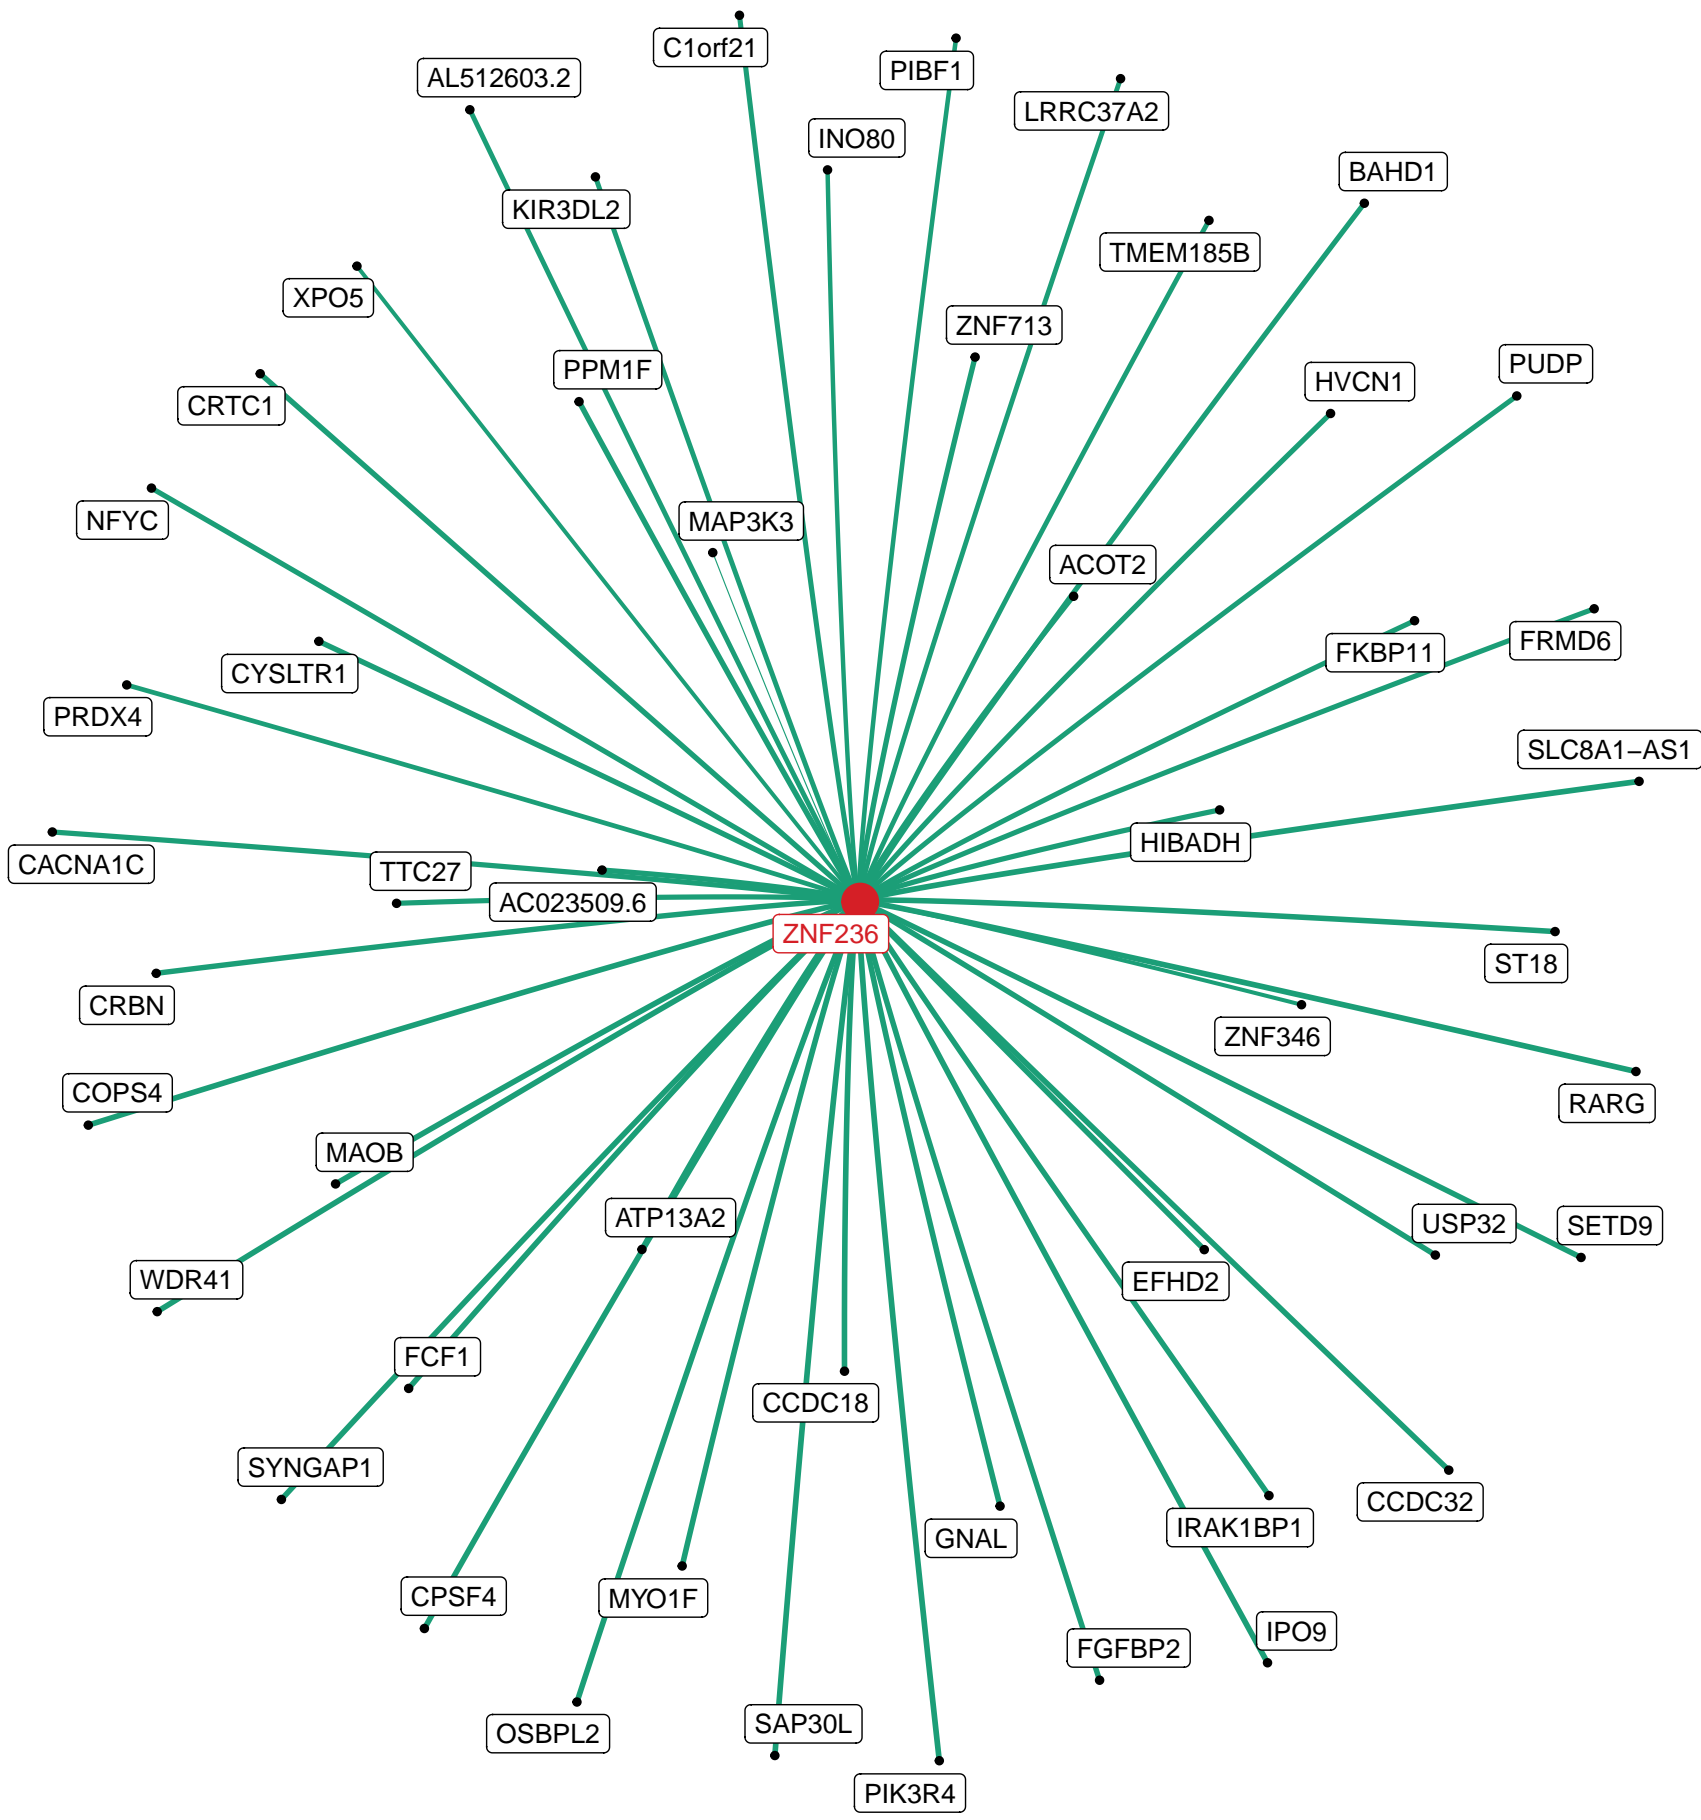 C1orf21
PIBF1
AL512603.2
LRRC37A2
INO80
BAHD1
KIR3DL2
TMEM185B
XPO5
ZNF713
PUDP
PPM1F
HVCN1
CRTC1
NFYC
MAP3K3
ACOT2
FRMD6
FKBP11
CYSLTR1
PRDX4
SLC8A1−AS1
HIBADH
CACNA1C
TTC27
AC023509.6
ZNF236
ST18
CRBN
ZNF346
COPS4
RARG
MAOB
ATP13A2
USP32
SETD9
WDR41
EFHD2
FCF1
CCDC18
SYNGAP1
CCDC32
IRAK1BP1
GNAL
CPSF4
MYO1F
IPO9
FGFBP2
SAP30L
OSBPL2
PIK3R4